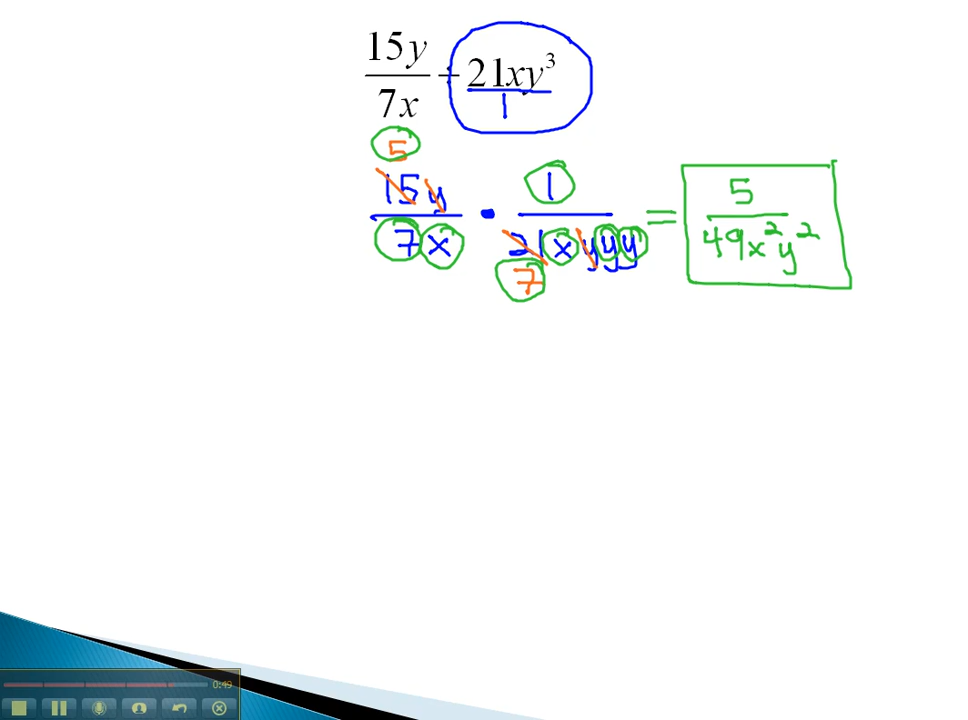 15y/7x ÷ 21xy³/1
5
15y/7x · 1/21xyyy = 5/49x²y²
7
0:49